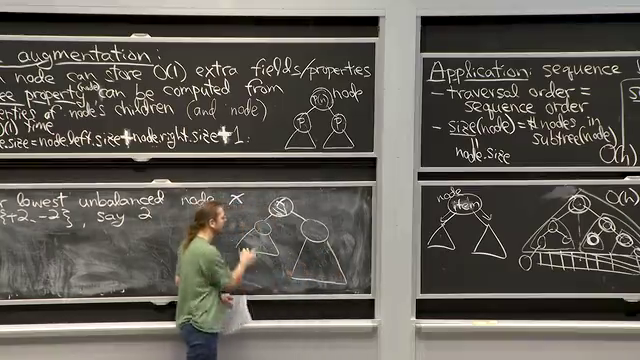 augmentation:
node can store O(1) extra fields/properties
property (node) can be computed from
properties of node's children (and node)
O(1) time
e.size = node.left.size + node.right.size + 1
P(n) node
P P
Application: sequence
- traversal order =
sequence order
- size(node) = # nodes in
subtree(node)
node.size
O(h)
r lowest unbalanced node x
{+2, -2}, say 2
x
node
item
O(h)